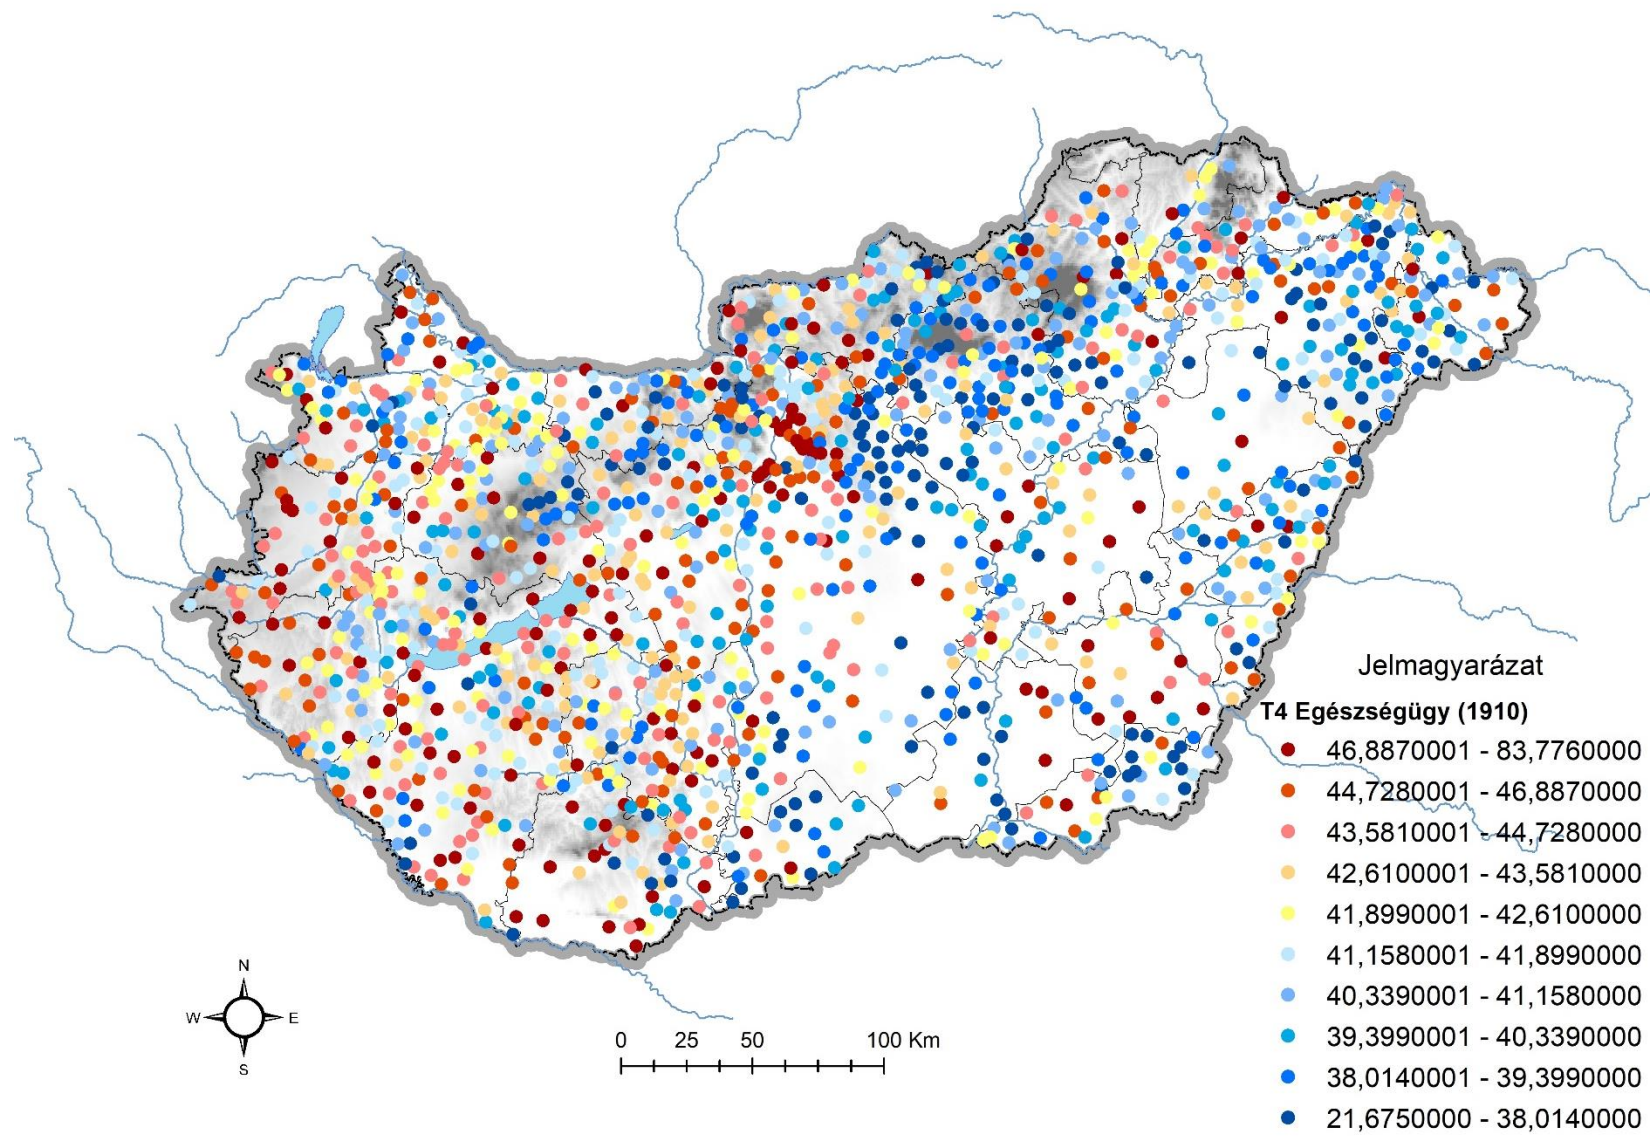 Jelmagyarázat
T4 Egészségügy (1910)
46,8870001 - 83,7760000
44,7280001 - 46,8870000
43,5810001 - 44,7280000
42,6100001 - 43,5810000
41,8990001 - 42,6100000
41,1580001 - 41,8990000
40,3390001 - 41,1580000
39,3990001 - 40,3390000
38,0140001 - 39,3990000
21,6750000 - 38,0140000
N
W E
S
0 25 50 100 Km